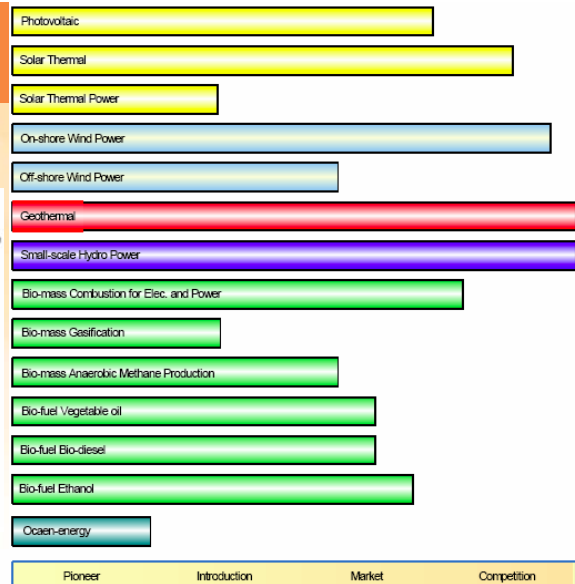 Photovoltaic
Solar Thermal
Solar Thermal Power
On-shore Wind Power
Off-shore Wind Power
Geothermal
Small-scale Hydro Power
Bio-mass Combustion for Elec. and Power
Bio-mass Gasification
Bio-mass Anaerobic Methane Production
Bio-fuel Vegetable oil
Bio-fuel Bio-diesel
Bio-fuel Ethanol
Ocaen-energy
Pioneer Introduction Market Competition